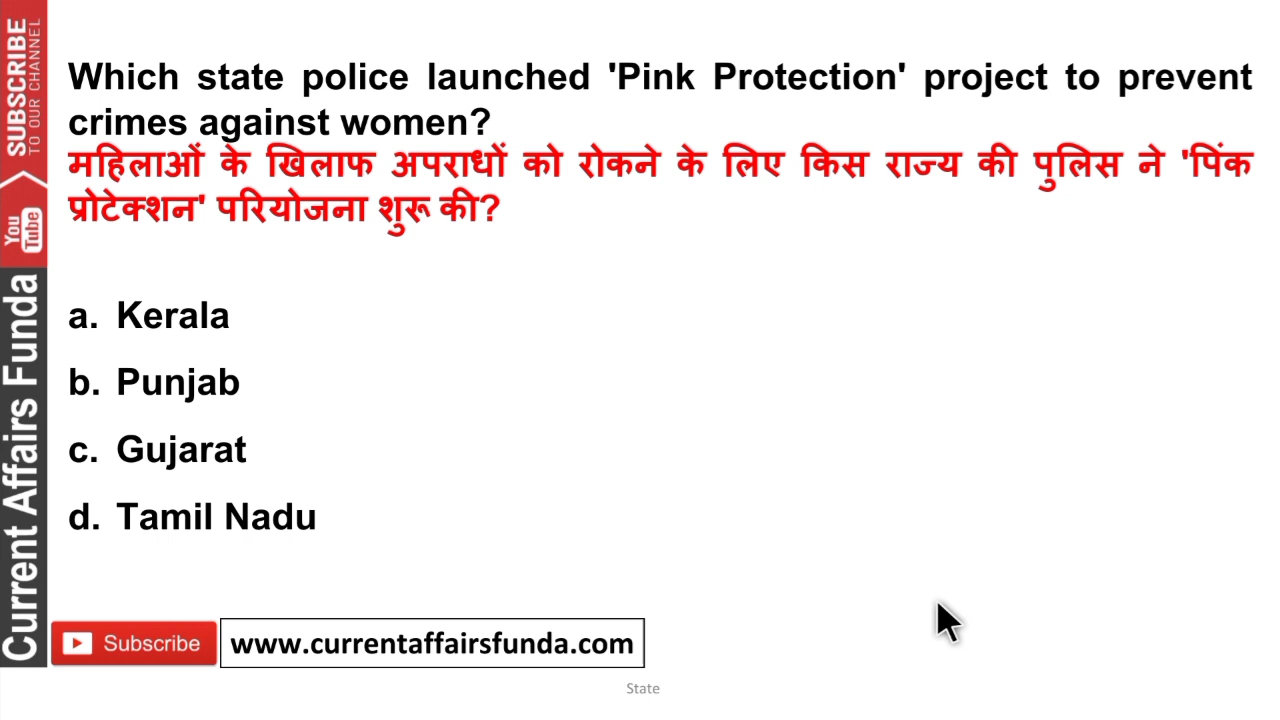 Which state police launched 'Pink Protection' project to prevent
crimes against women?
महिलाओं के खिलाफ अपराधों को रोकने के लिए किस राज्य की पुलिस ने 'पिंक
प्रोटेक्शन' परियोजना शुरू की?
a. Kerala
b. Punjab
c. Gujarat
d. Tamil Nadu
SUBSCRIBE
TO OUR CHANNEL
You
Tube
Current Affairs Funda
Subscribe
www.currentaffairsfunda.com
State